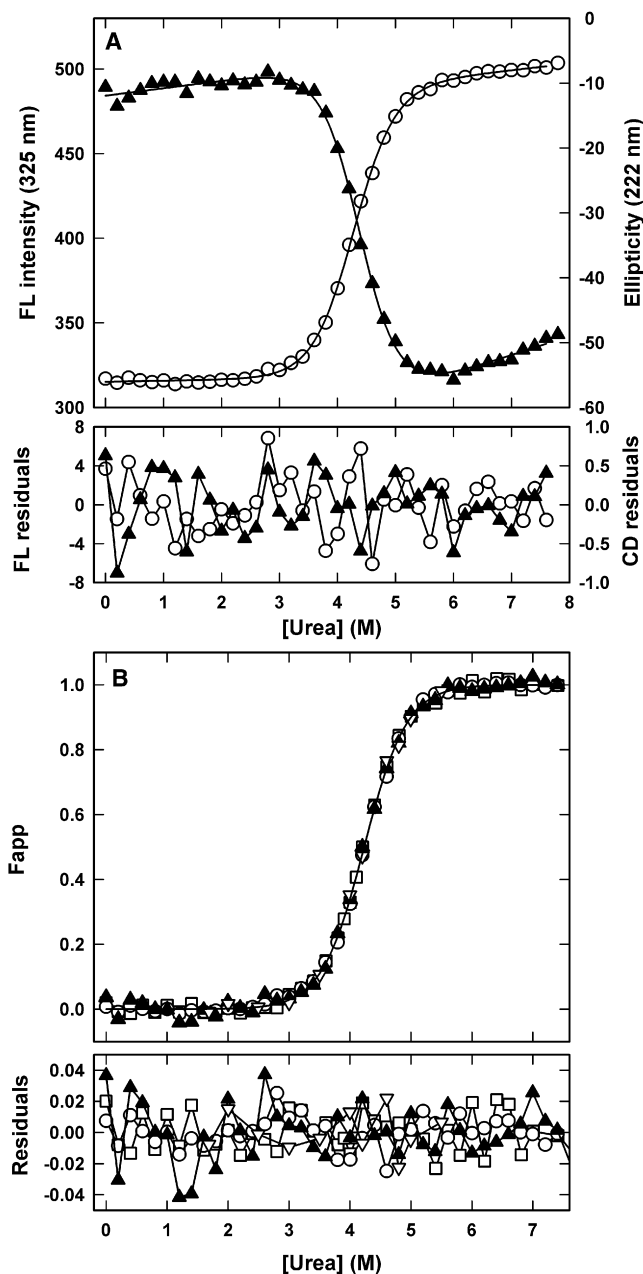 A
FL intensity (325 nm)
500
450
400
350
300
Ellipticity (222 nm)
0
-10
-20
-30
-40
-50
-60
FL residuals
8
4
0
-4
-8
CD residuals
1.0
0.5
0.0
-0.5
-1.0
0 1 2 3 4 5 6 7 8
[Urea] (M)
B
Fapp
1.0
0.8
0.6
0.4
0.2
0.0
Residuals
0.04
0.02
0.00
-0.02
-0.04
0 1 2 3 4 5 6 7
[Urea] (M)